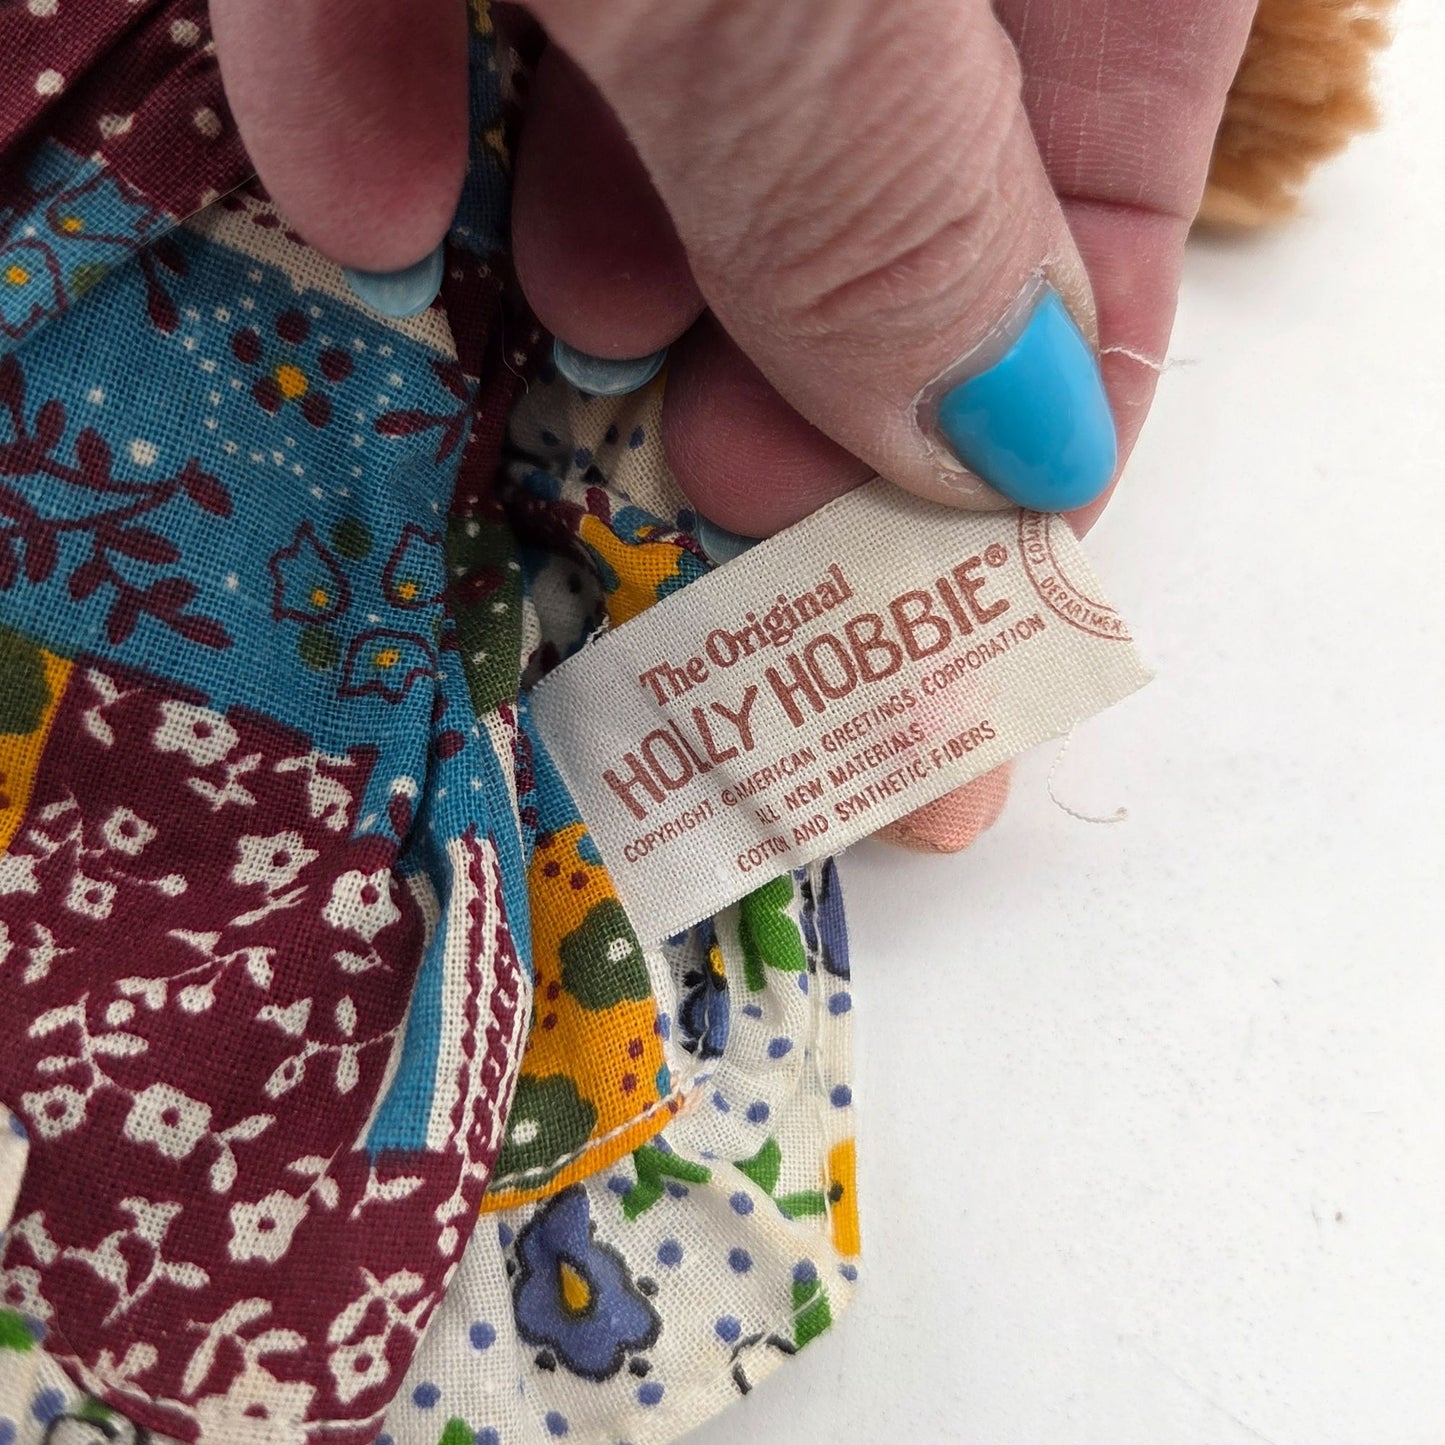 The Original
HOLLY HOBBIE®
COPYRIGHT © AMERICAN GREETINGS CORPORATION
ALL NEW MATERIALS
COTTON AND SYNTHETIC FIBERS